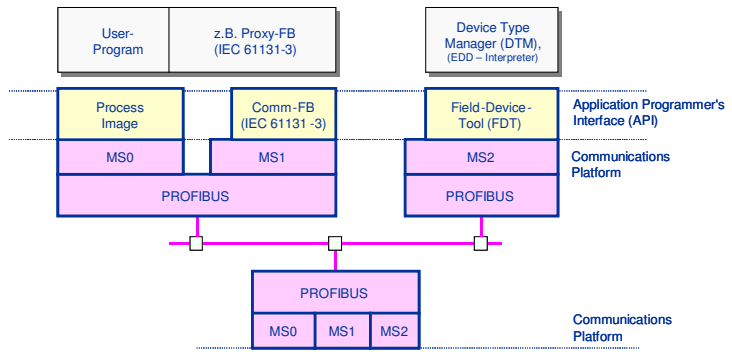 User-
Program
z.B. Proxy-FB
(IEC 61131-3)
Device Type
Manager (DTM),
(EDD – Interpreter)
Process
Image
Comm-FB
(IEC 61131 -3)
Field-Device-
Tool (FDT)
Application Programmer's
Interface (API)
MS0
MS1
MS2
Communications
Platform
PROFIBUS
PROFIBUS
PROFIBUS
MS0
MS1
MS2
Communications
Platform